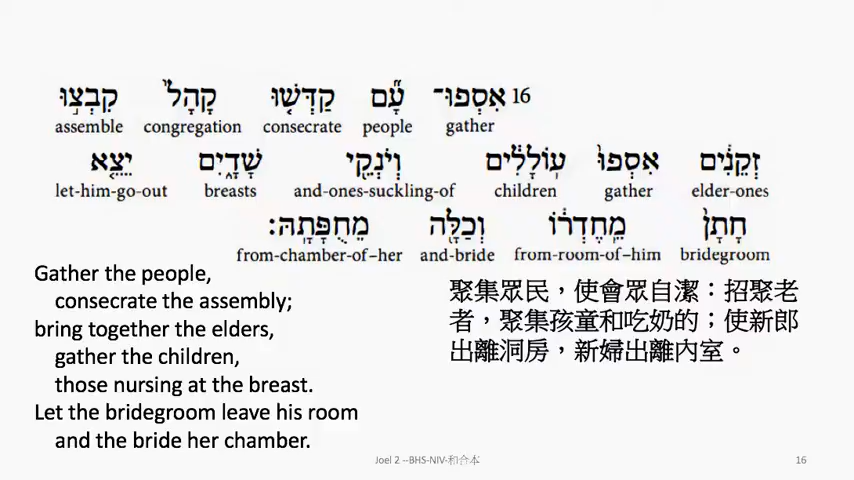 16 אִסְפוּ־ עָ֞ם קַדְּשׁ֤וּ קָהָל֙ קִבְצ֣וּ
gather people consecrate congregation assemble
זְקֵנִ֔ים אִסְפוּ֙ עֽוֹלָלִ֔ים וְיֹנְקֵ֖י שָׁדָ֑יִם יֵצֵ֤א
elder-ones gather children and-ones-suckling-of breasts let-him-go-out
חָתָן֙ מֵֽחֶדְר֔וֹ וְכַלָּ֖ה מֵחֻפָּתָֽהּ׃
bridegroom from-room-of-him and-bride from-chamber-of-her
Gather the people,
consecrate the assembly;
bring together the elders,
gather the children,
those nursing at the breast.
Let the bridegroom leave his room
and the bride her chamber.
聚集眾民，使會眾自潔：招聚老
者，聚集孩童和吃奶的；使新郎
出離洞房，新婦出離內室。
Joel 2 --BHS-NIV-和合本
16